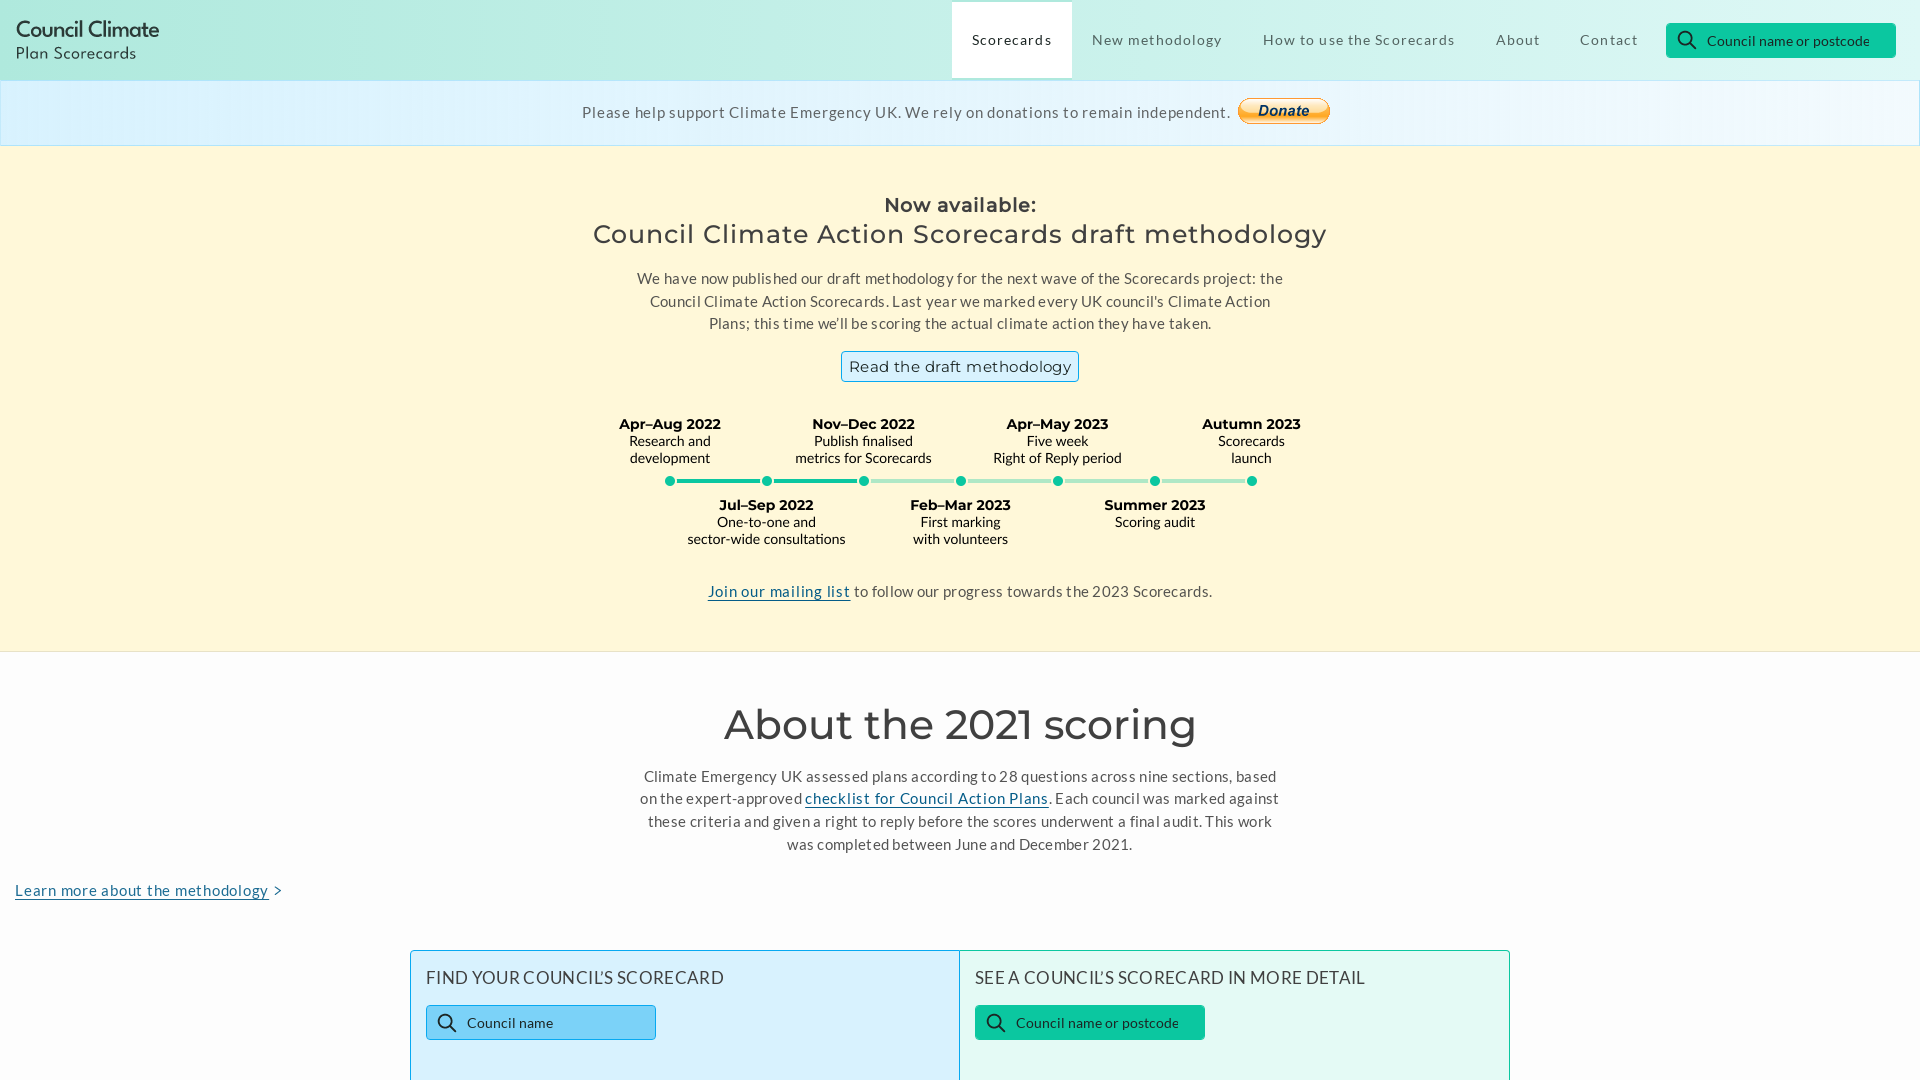 Council Climate
Plan Scorecards
Scorecards
New methodology
How to use the Scorecards
About
Contact
Council name or postcode
Please help support Climate Emergency UK. We rely on donations to remain independent.
Donate
Now available:
Council Climate Action Scorecards draft methodology
We have now published our draft methodology for the next wave of the Scorecards project: the
Council Climate Action Scorecards. Last year we marked every UK council's Climate Action
Plans; this time we’ll be scoring the actual climate action they have taken.
Read the draft methodology
Apr–Aug 2022
Research and
development
Nov–Dec 2022
Publish finalised
metrics for Scorecards
Apr–May 2023
Five week
Right of Reply period
Autumn 2023
Scorecards
launch
Jul–Sep 2022
One-to-one and
sector-wide consultations
Feb–Mar 2023
First marking
with volunteers
Summer 2023
Scoring audit
Join our mailing list to follow our progress towards the 2023 Scorecards.
About the 2021 scoring
Climate Emergency UK assessed plans according to 28 questions across nine sections, based
on the expert-approved checklist for Council Action Plans. Each council was marked against
these criteria and given a right to reply before the scores underwent a final audit. This work
was completed between June and December 2021.
Learn more about the methodology >
FIND YOUR COUNCIL’S SCORECARD
Council name
SEE A COUNCIL’S SCORECARD IN MORE DETAIL
Council name or postcode